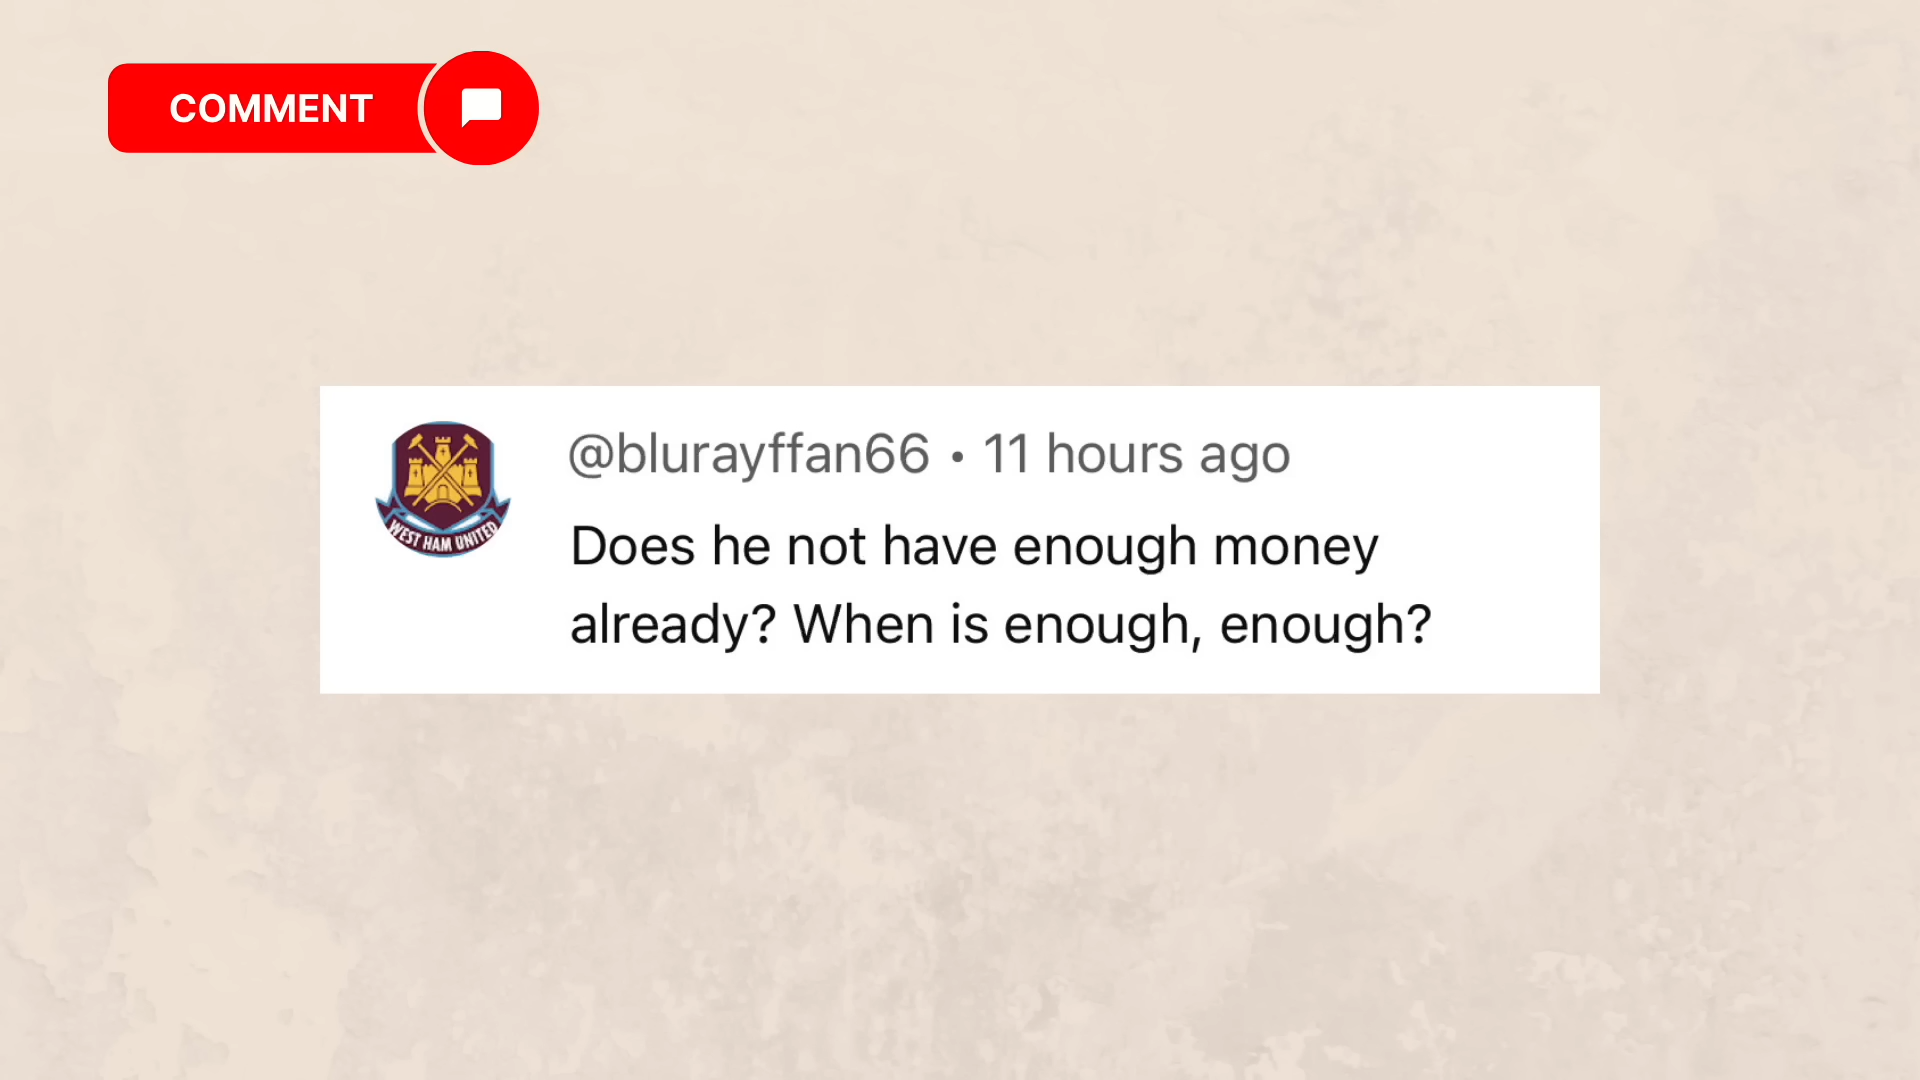 COMMENT
@blurayffan66 • 11 hours ago
WEST HAM UNITED
Does he not have enough money
already? When is enough, enough?